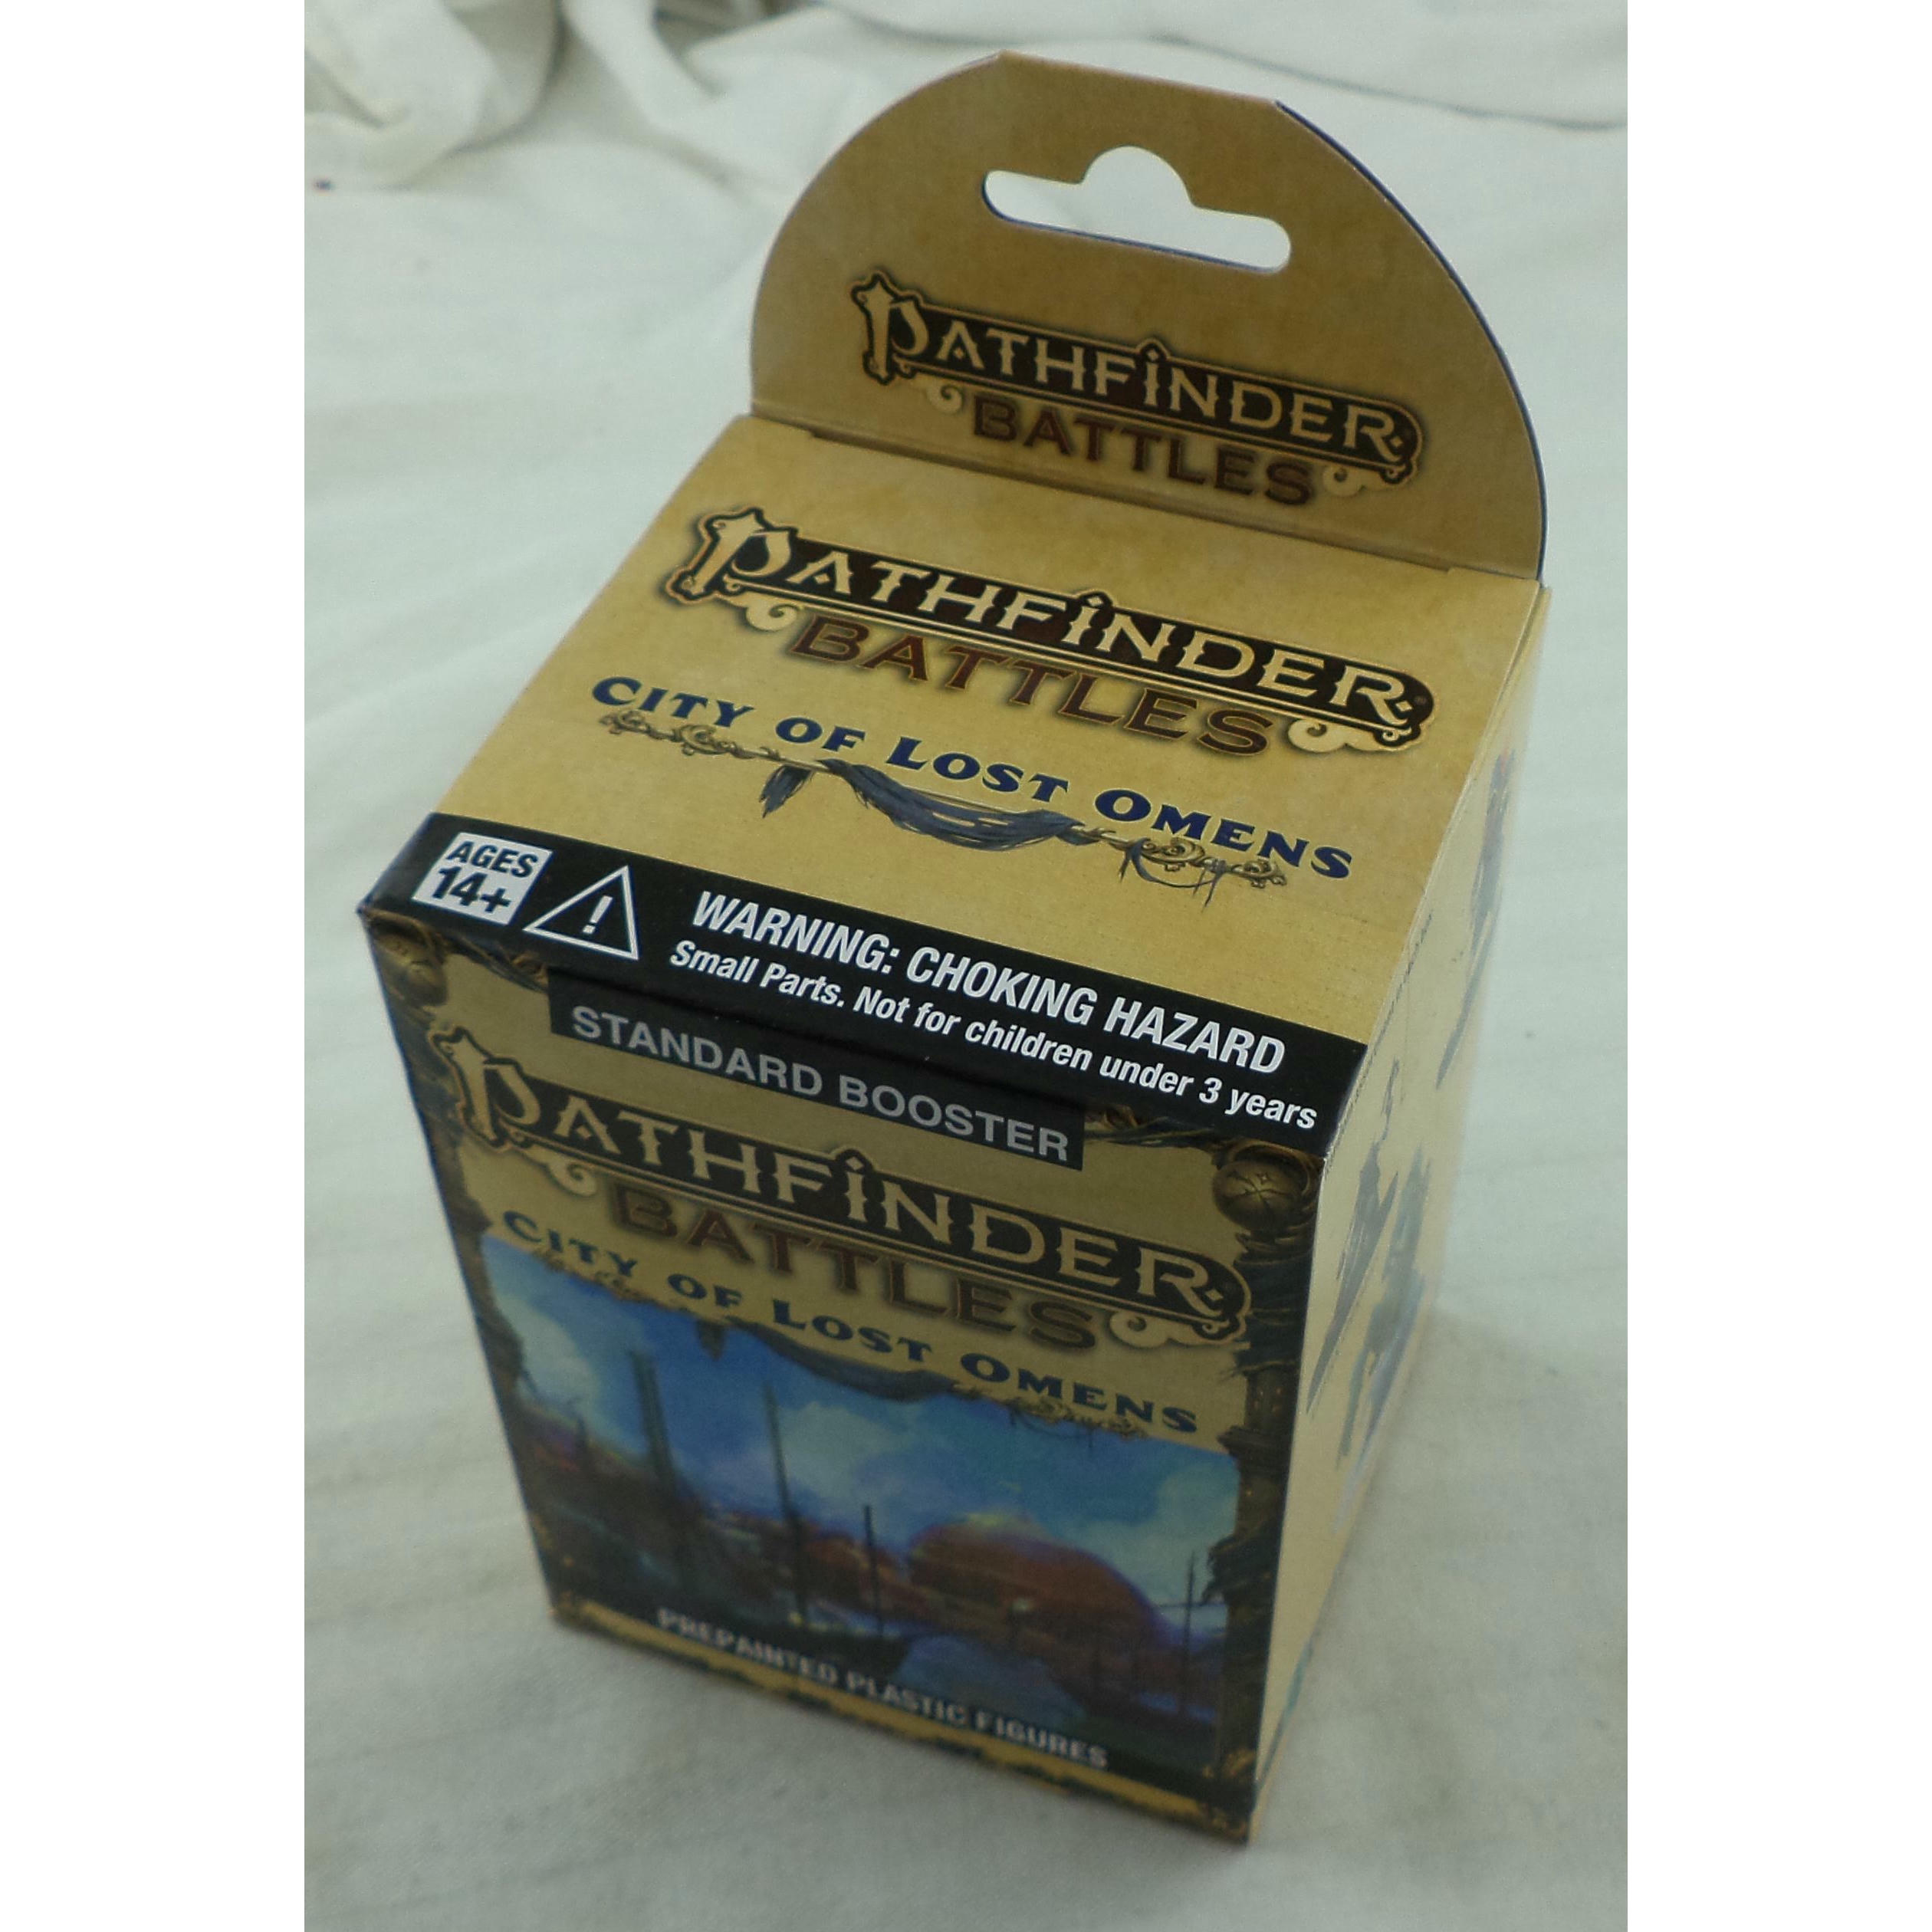 PATHFINDER
BATTLES
PATHFINDER
BATTLES
CITY OF LOST OMENS
AGES
14+
!
WARNING: CHOKING HAZARD
Small Parts. Not for children under 3 years
STANDARD BOOSTER
PATHFINDER
BATTLES
CITY OF LOST OMENS
PREPAINTED PLASTIC FIGURES